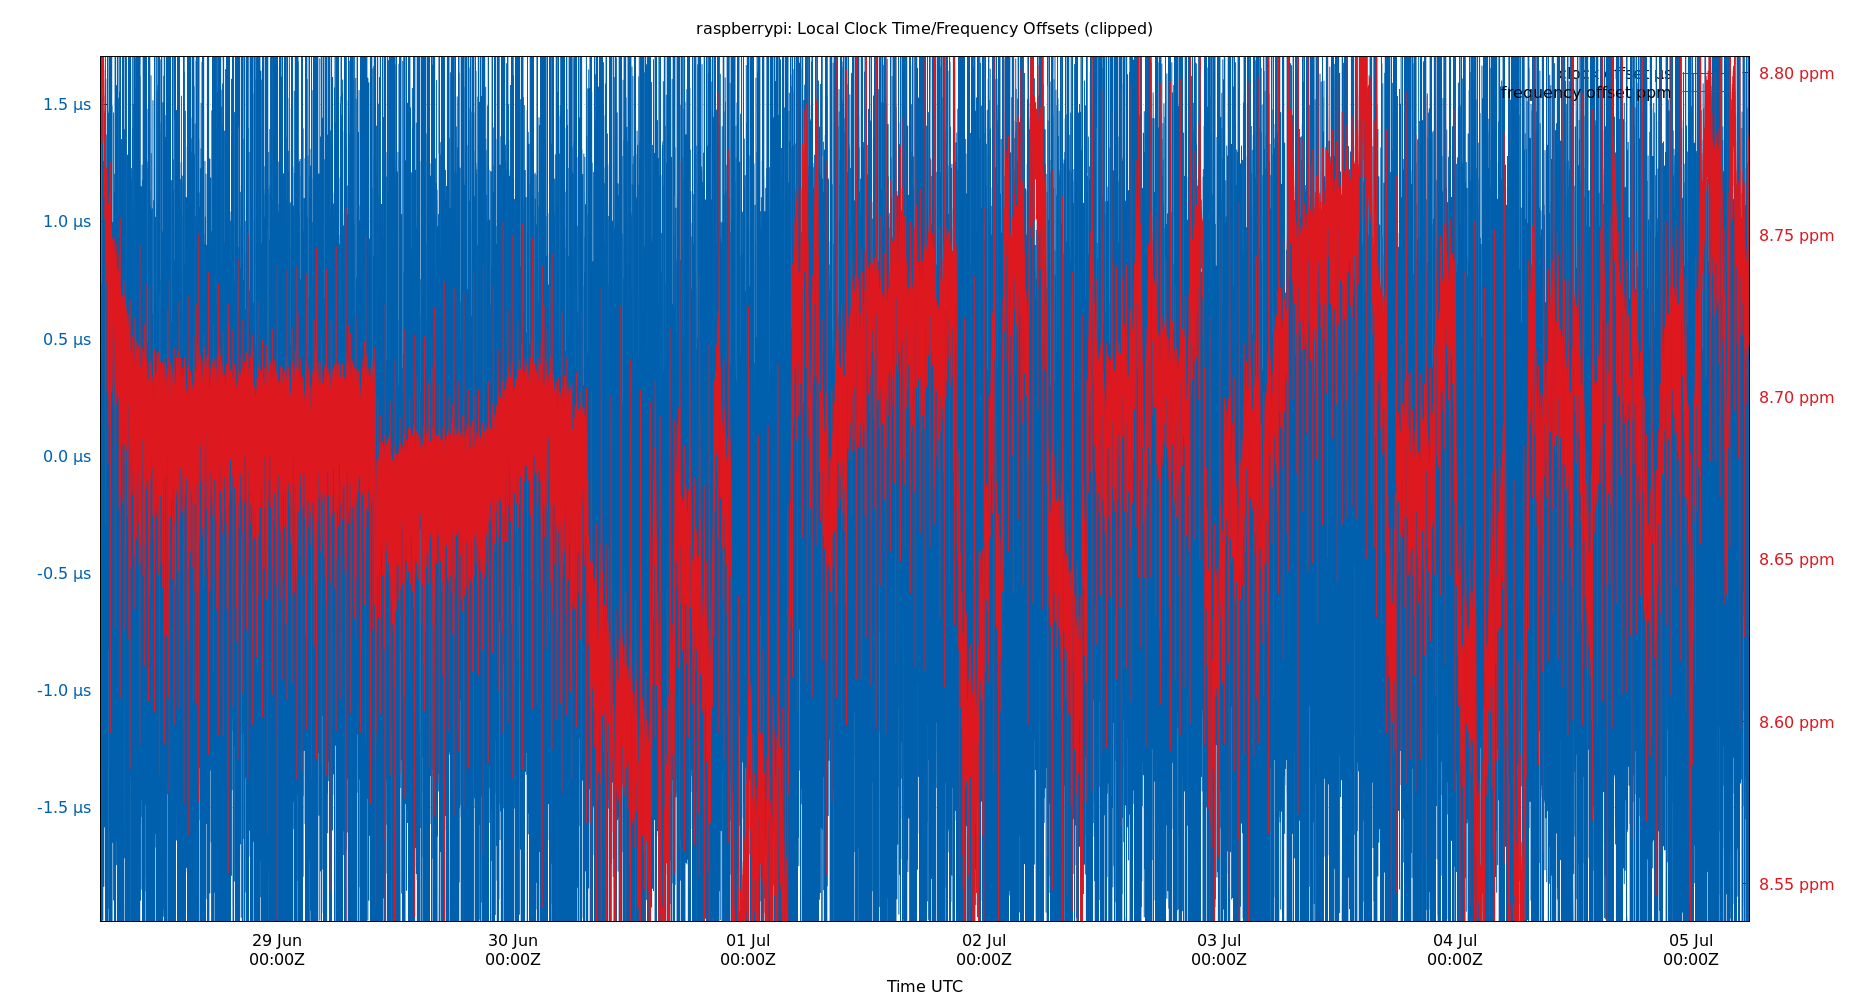 raspberrypi: Local Clock Time/Frequency Offsets (clipped)
clock offset µs
frequency offset ppm
1.5 µs
1.0 µs
0.5 µs
0.0 µs
-0.5 µs
-1.0 µs
-1.5 µs
8.80 ppm
8.75 ppm
8.70 ppm
8.65 ppm
8.60 ppm
8.55 ppm
29 Jun 30 Jun 01 Jul 02 Jul 03 Jul 04 Jul 05 Jul
00:00Z 00:00Z 00:00Z 00:00Z 00:00Z 00:00Z 00:00Z
Time UTC